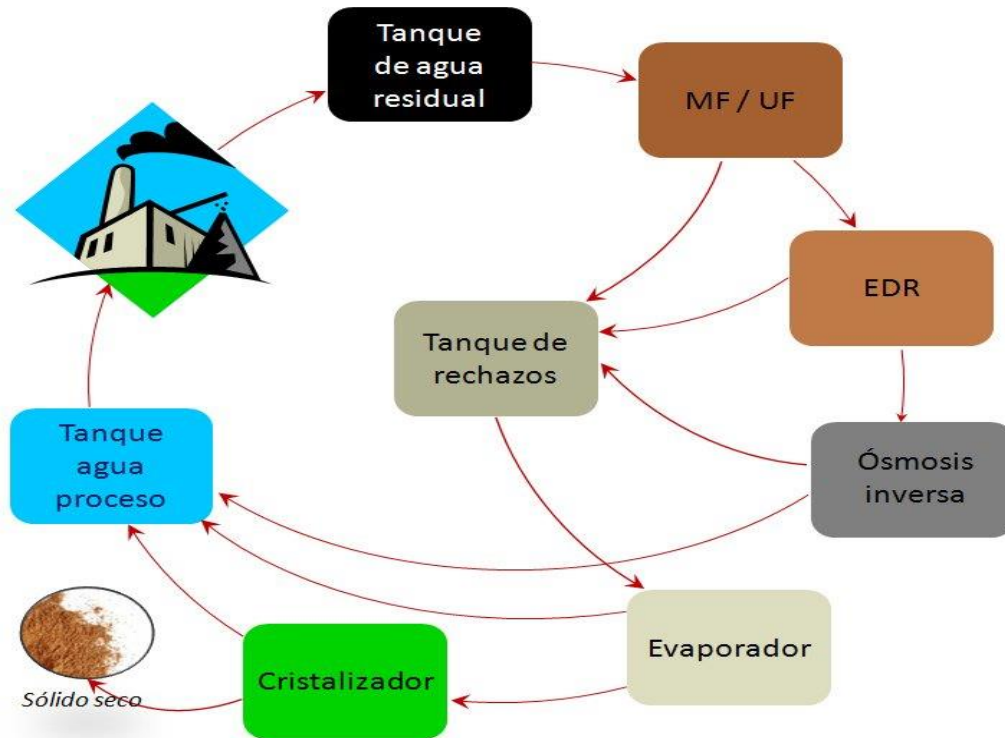 Tanque
de agua
residual
MF / UF
EDR
Tanque de
rechazos
Tanque
agua
proceso
Ósmosis
inversa
Evaporador
Cristalizador
Sólido seco